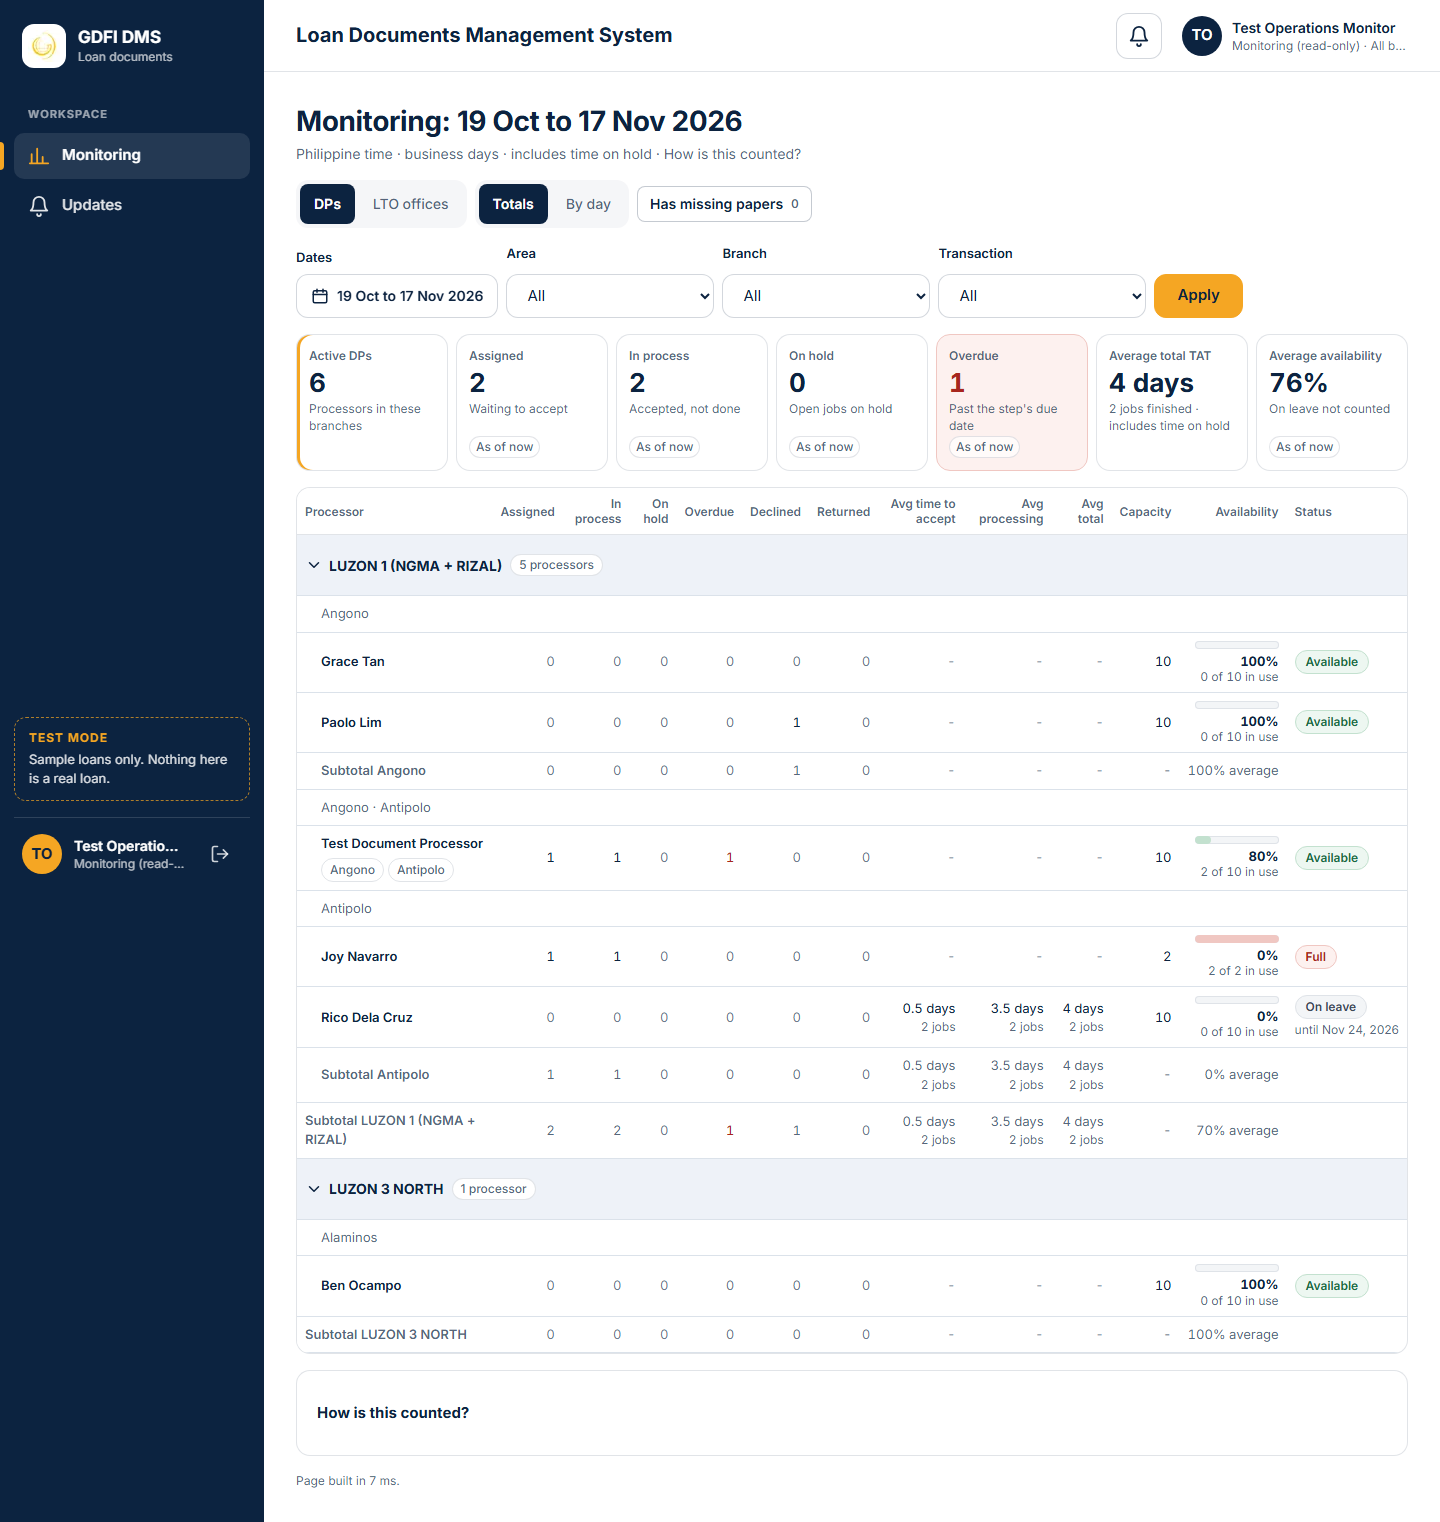 GDFI DMS
Loan documents
WORKSPACE
Monitoring
Updates
TEST MODE
Sample loans only. Nothing here
is a real loan.
TO
Test Operatio...
Monitoring (read-...
Loan Documents Management System
TO
Test Operations Monitor
Monitoring (read-only) · All b...
Monitoring: 19 Oct to 17 Nov 2026
Philippine time · business days · includes time on hold · How is this counted?
DPs LTO offices Totals By day Has missing papers 0
Dates Area Branch Transaction
19 Oct to 17 Nov 2026 All All All Apply
Active DPs
6
Processors in these
branches
Assigned
2
Waiting to accept
As of now
In process
2
Accepted, not done
As of now
On hold
0
Open jobs on hold
As of now
Overdue
1
Past the step's due
date
As of now
Average total TAT
4 days
2 jobs finished ·
includes time on hold
Average availability
76%
On leave not counted
As of now
Processor Assigned In process On hold Overdue Declined Returned Avg time to accept Avg processing Avg total Capacity Availability Status
LUZON 1 (NGMA + RIZAL) 5 processors
Angono
Grace Tan 0 0 0 0 0 0 - - - 10 100% Available
0 of 10 in use
Paolo Lim 0 0 0 0 1 0 - - - 10 100% Available
0 of 10 in use
Subtotal Angono 0 0 0 0 1 0 - - - - 100% average
Angono · Antipolo
Test Document Processor 1 1 0 1 0 0 - - - 10 80% Available
Angono Antipolo 2 of 10 in use
Antipolo
Joy Navarro 1 1 0 0 0 0 - - - 2 0% Full
2 of 2 in use
Rico Dela Cruz 0 0 0 0 0 0 0.5 days 3.5 days 4 days 10 0% On leave
2 jobs 2 jobs 2 jobs 0 of 10 in use until Nov 24, 2026
Subtotal Antipolo 1 1 0 0 0 0 0.5 days 3.5 days 4 days - 0% average
2 jobs 2 jobs 2 jobs
Subtotal LUZON 1 (NGMA +
RIZAL) 2 2 0 1 1 0 0.5 days 3.5 days 4 days - 70% average
2 jobs 2 jobs 2 jobs
LUZON 3 NORTH 1 processor
Alaminos
Ben Ocampo 0 0 0 0 0 0 - - - 10 100% Available
0 of 10 in use
Subtotal LUZON 3 NORTH 0 0 0 0 0 0 - - - - 100% average
How is this counted?
Page built in 7 ms.